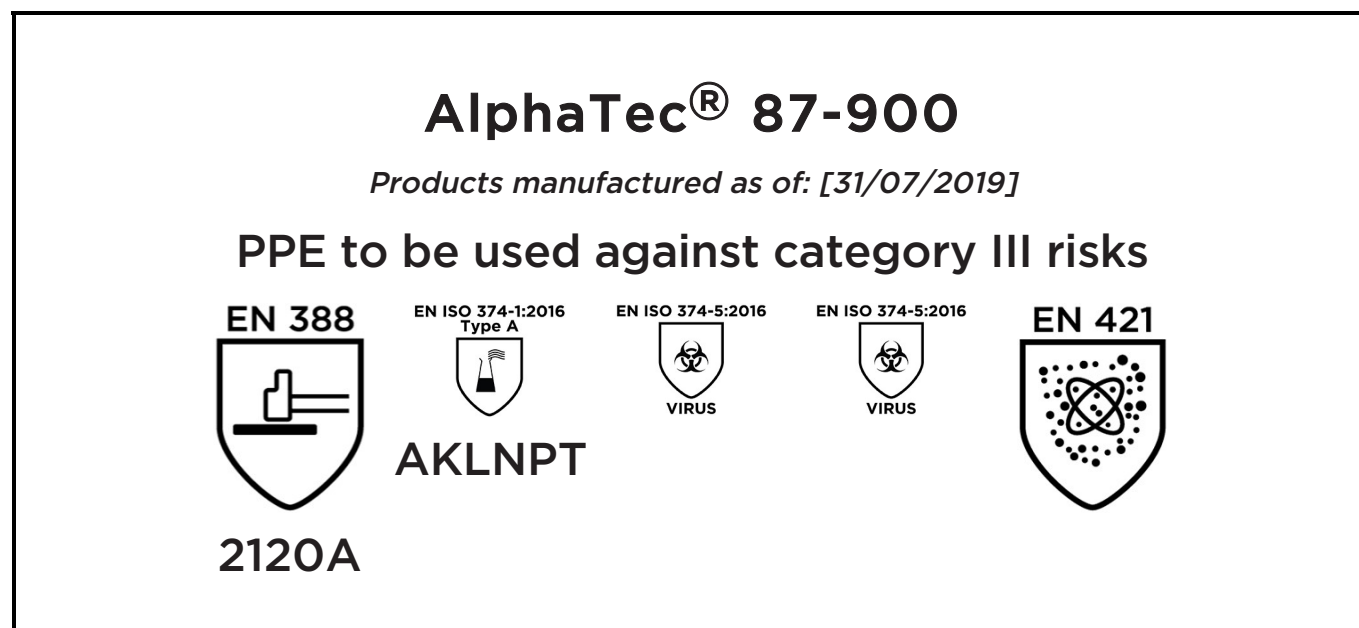 AlphaTec® 87-900
Products manufactured as of: [31/07/2019]
PPE to be used against category III risks
EN 388
2120A
EN ISO 374-1:2016
Type A
AKLNPT
EN ISO 374-5:2016
VIRUS
EN ISO 374-5:2016
VIRUS
EN 421